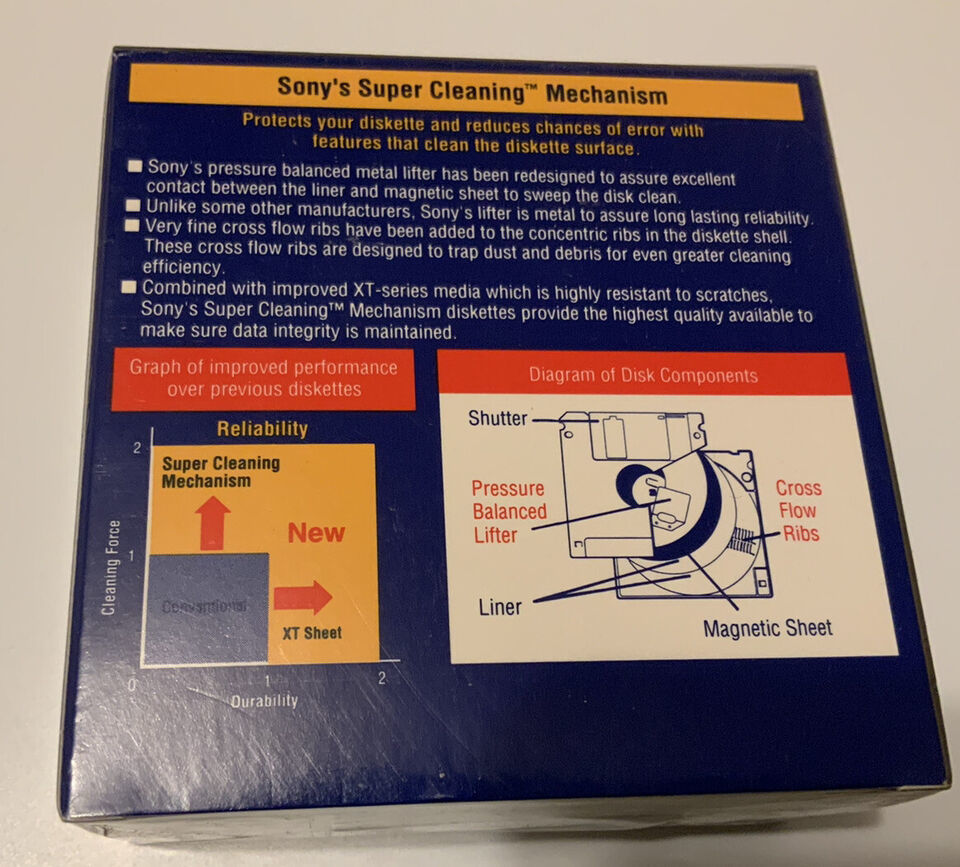 Sony's Super Cleaning™ Mechanism
Protects your diskette and reduces chances of error with
features that clean the diskette surface.
Sony's pressure balanced metal lifter has been redesigned to assure excellent
contact between the liner and magnetic sheet to sweep the disk clean.
Unlike some other manufacturers, Sony's lifter is metal to assure long lasting reliability.
Very fine cross flow ribs have been added to the concentric ribs in the diskette shell.
These cross flow ribs are designed to trap dust and debris for even greater cleaning
efficiency.
Combined with improved XT-series media which is highly resistant to scratches,
Sony's Super Cleaning™ Mechanism diskettes provide the highest quality available to
make sure data integrity is maintained.
Graph of improved performance
over previous diskettes
Reliability
2
Super Cleaning
Mechanism
New
Cleaning Force
1
Conventional
XT Sheet
0
1
2
Durability
Diagram of Disk Components
Shutter
Pressure
Balanced
Lifter
Cross
Flow
Ribs
Liner
Magnetic Sheet